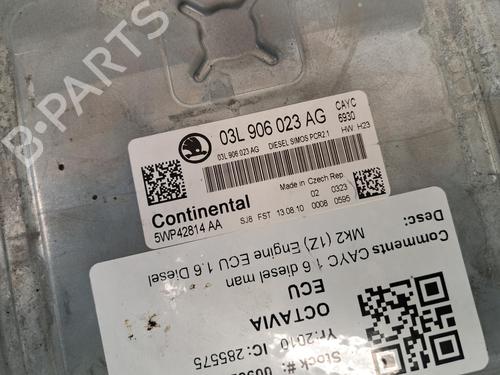 B-PARTS
03L 906 023 AG
CAYC
6930
03L 906 023 AG DIESEL SIMOS PCR2.1 HW H23
Made in Czech Rep.
02 0323
Continental
5WP42814 AA
SJ8 FST 13.08.10 0008 0595
Desc:
Comments CAYC 1.6 diesel man
Mk2 (1Z) Engine ECU 1.6 Diesel
ECU
OCTAVIA
Yr:2010 IC: 285575
Stock #: